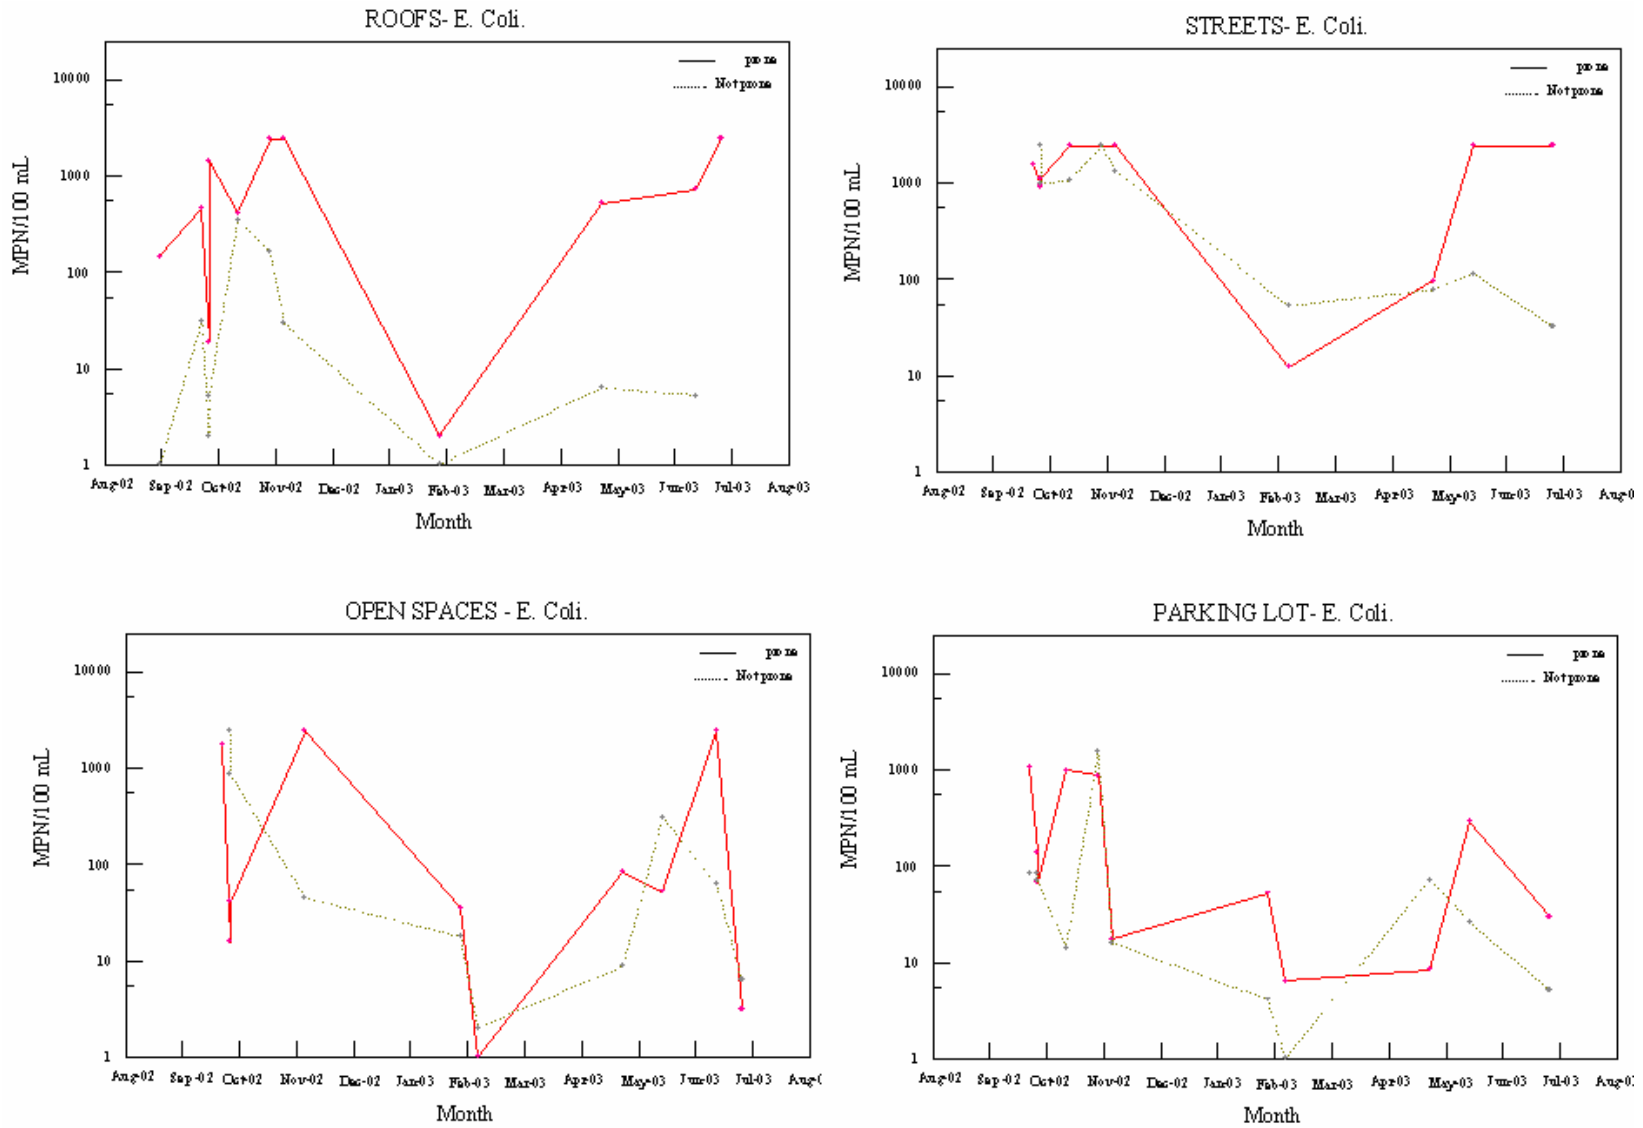 ROOFS- E. Coli.
prone
Not prone
10000
1000
100
10
1
MPN/100 mL
Aug-02 Sep-02 Oct-02 Nov-02 Dec-02 Jan-03 Feb-03 Mar-03 Apr-03 May-03 Jun-03 Jul-03 Aug-03
Month
STREETS- E. Coli.
prone
Not prone
10000
1000
100
10
1
MPN/100 mL
Aug-02 Sep-02 Oct-02 Nov-02 Dec-02 Jan-03 Feb-03 Mar-03 Apr-03 May-03 Jun-03 Jul-03 Aug-0
Month
OPEN SPACES - E. Coli.
prone
Not prone
10000
1000
100
10
1
MPN/100 mL
Aug-02 Sep-02 Oct-02 Nov-02 Dec-02 Jan-03 Feb-03 Mar-03 Apr-03 May-03 Jun-03 Jul-03 Aug-0
Month
PARKING LOT- E. Coli.
prone
Not prone
10000
1000
100
10
1
MPN/100 mL
Aug-02 Sep-02 Oct-02 Nov-02 Dec-02 Jan-03 Feb-03 Mar-03 Apr-03 May-03 Jun-03 Jul-03 Aug-0
Month